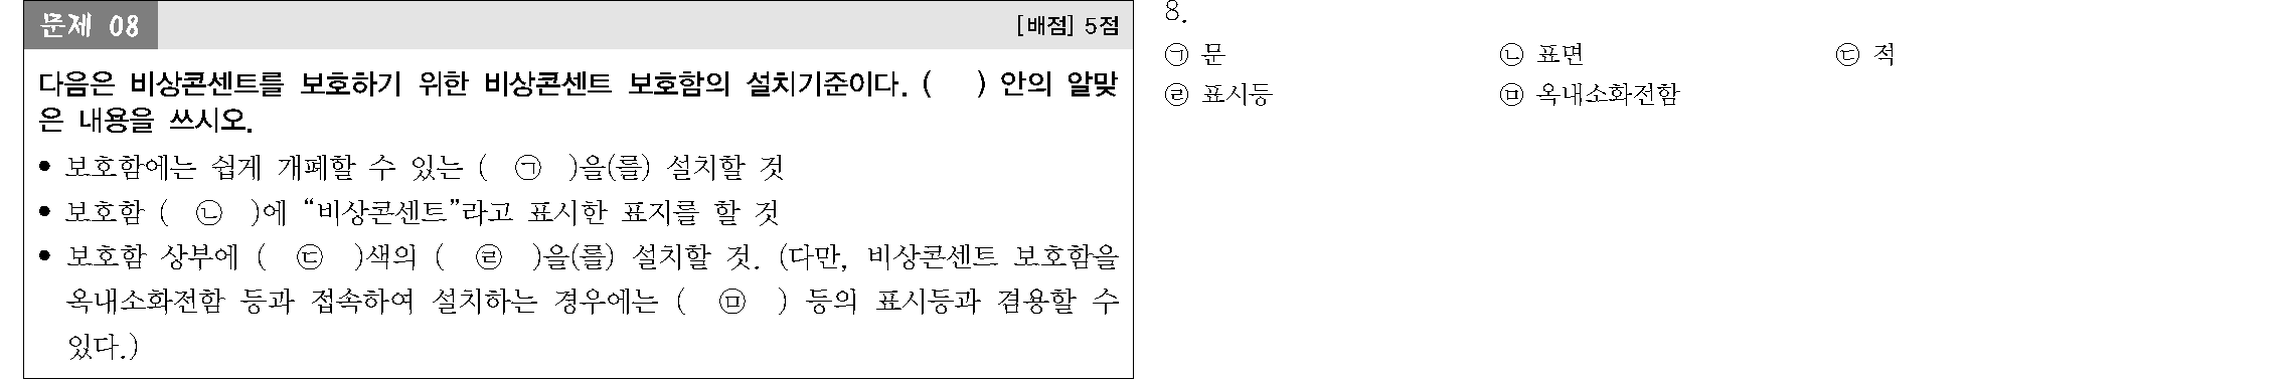 문제 08
[배점] 5점
다음은 비상콘센트를 보호하기 위한 비상콘센트 보호함의 설치기준이다. (    ) 안의 알맞
은 내용을 쓰시오.
• 보호함에는 쉽게 개폐할 수 있는 ( ㉠ )을(를) 설치할 것
• 보호함 ( ㉡ )에 “비상콘센트”라고 표시한 표지를 할 것
• 보호함 상부에 ( ㉢ )색의 ( ㉣ )을(를) 설치할 것. (다만, 비상콘센트 보호함을
옥내소화전함 등과 접속하여 설치하는 경우에는 ( ㉤ ) 등의 표시등과 겸용할 수
있다.)
8.
㉠ 문 ㉡ 표면 ㉢ 적
㉣ 표시등 ㉤ 옥내소화전함